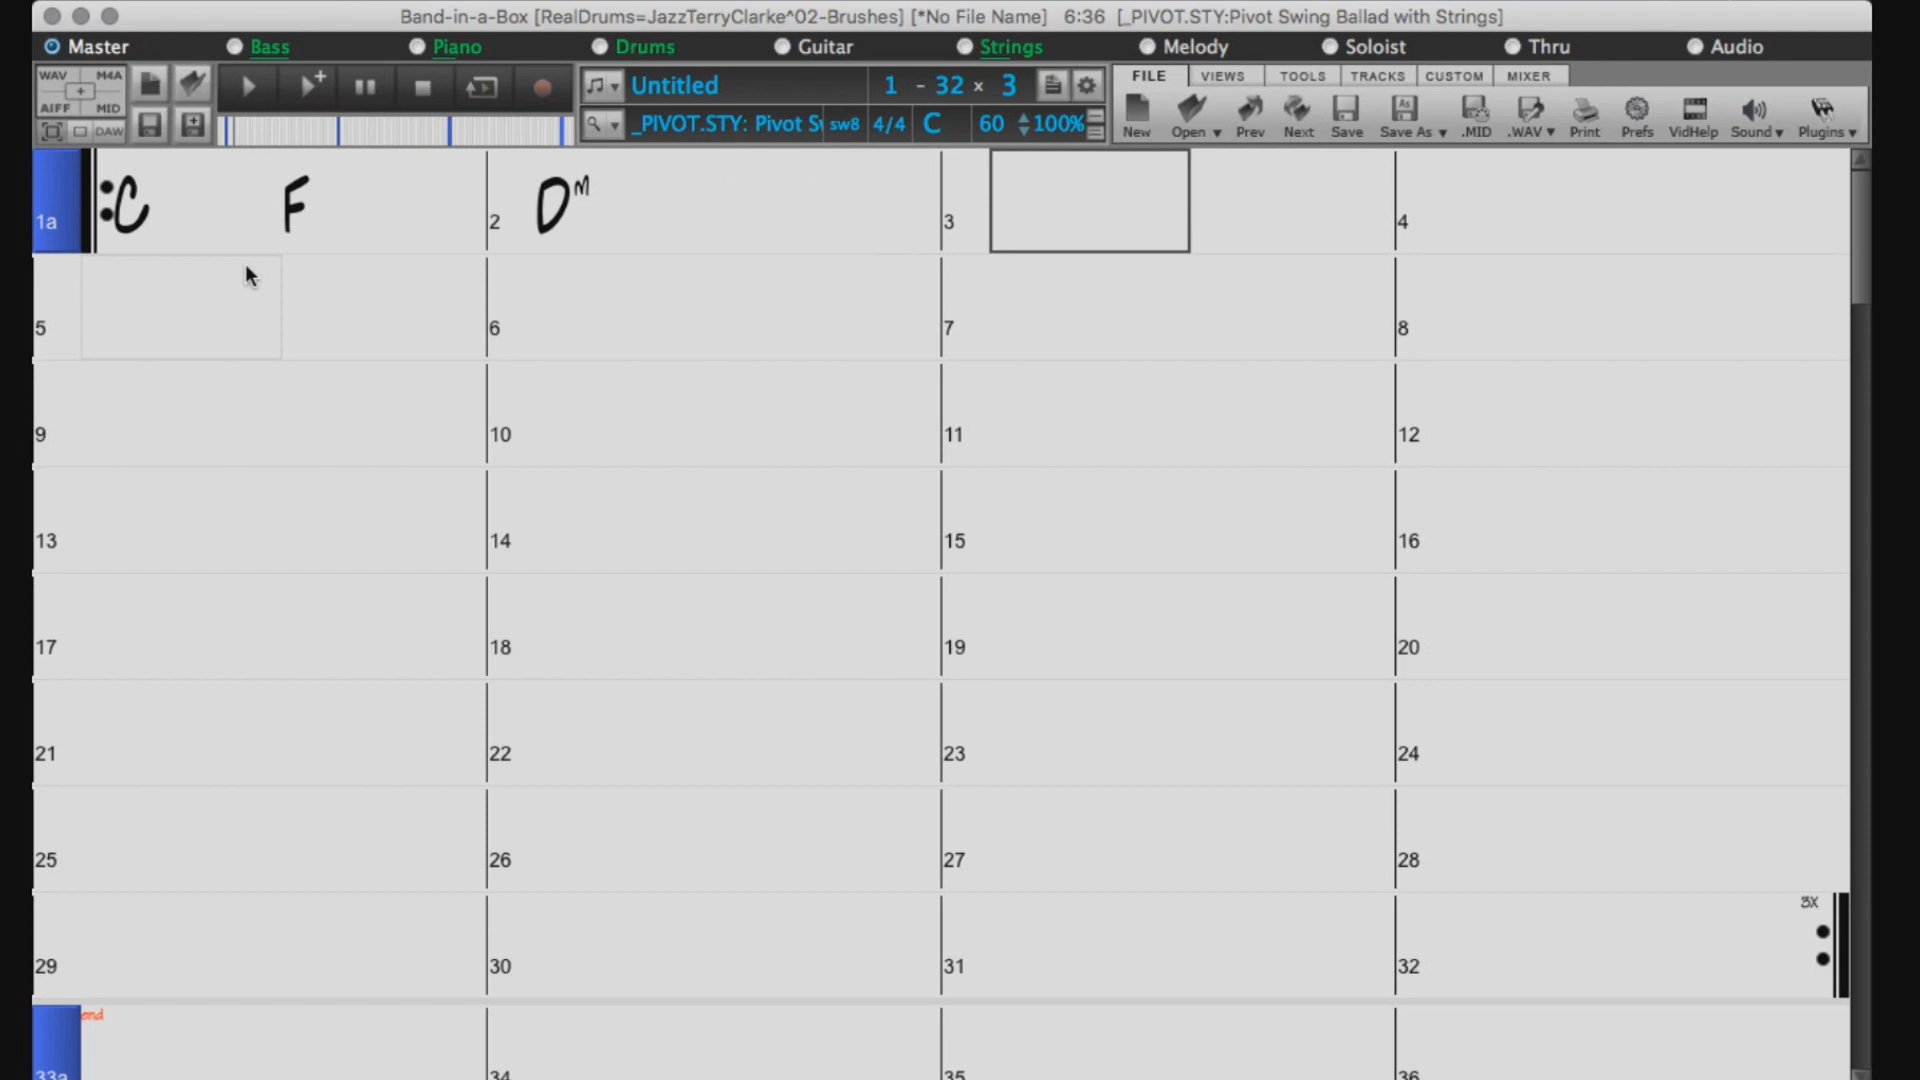 Band-in-a-Box [RealDrums=JazzTerryClarke^02-Brushes] [*No File Name] 6:36 [_PIVOT.STY:Pivot Swing Ballad with Strings]
Master Bass Piano Drums Guitar Strings Melody Soloist Thru Audio
WAV M4A
AIFF MID
DAW
Untitled 1 - 32 x 3
_PIVOT.STY: Pivot S sw8 4/4 C 60 100%
FILE VIEWS TOOLS TRACKS CUSTOM MIXER
New Open Prev Next Save Save As .MID .WAV Print Prefs VidHelp Sound Plugins
As
1a C F 2 Dm 3 4
5 6 7 8
9 10 11 12
13 14 15 16
17 18 19 20
21 22 23 24
25 26 27 28
3X
29 30 31 32
end
33a 34 35 36